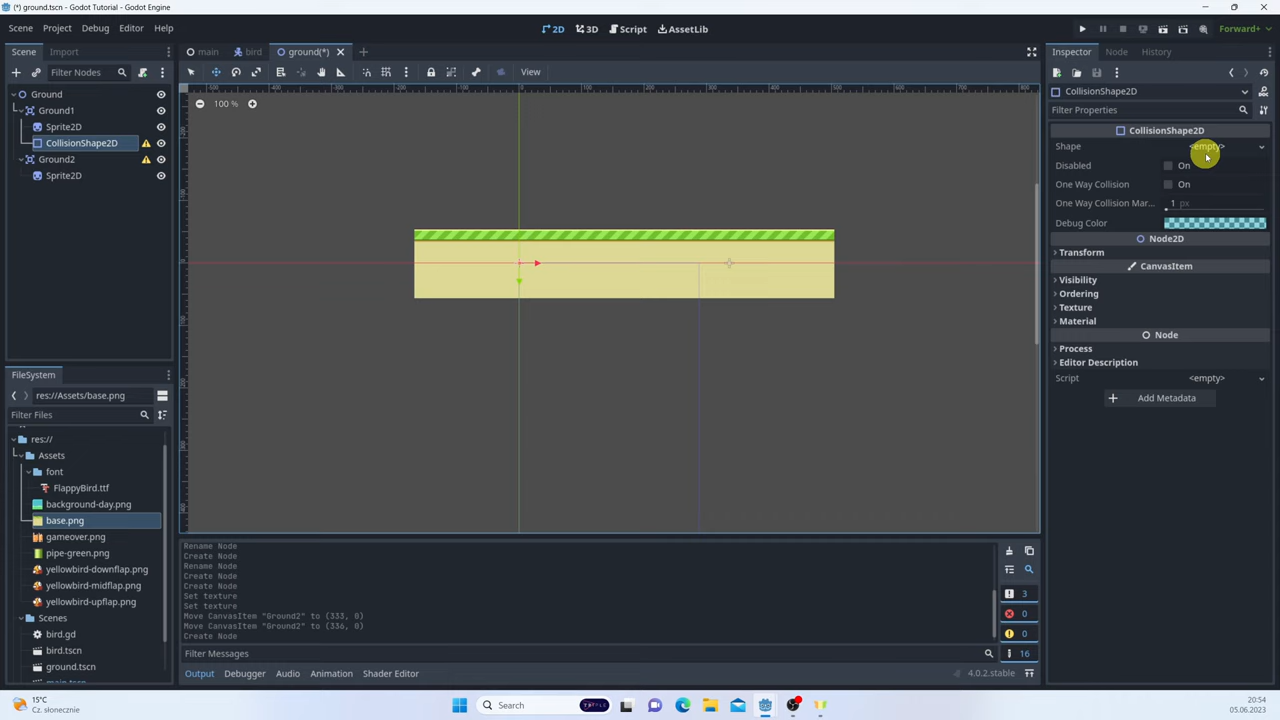 (*) ground.tscn - Godot Tutorial - Godot Engine
Scene Project Debug Editor Help
2D 3D Script AssetLib
Forward+
Scene Import
main bird ground(*)
Inspector Node History
Filter Nodes
View
CollisionShape2D
Filter Properties
Ground
Ground1
Sprite2D
CollisionShape2D
Ground2
Sprite2D
100 %
CollisionShape2D
Shape <empty>
Disabled On
One Way Collision On
One Way Collision Mar... 1 px
Debug Color
Node2D
Transform
CanvasItem
Visibility
Ordering
Texture
Material
Node
Process
Editor Description
Script <empty>
Add Metadata
FileSystem
res://Assets/base.png
Filter Files
res://
Assets
font
FlappyBird.ttf
background-day.png
base.png
gameover.png
pipe-green.png
yellowbird-downflap.png
yellowbird-midflap.png
yellowbird-upflap.png
Scenes
bird.gd
bird.tscn
ground.tscn
main.tscn
Rename Node
Create Node
Rename Node
Create Node
Create Node
Set texture
Set texture
Move CanvasItem "Ground2" to (333, 0)
Move CanvasItem "Ground2" to (336, 0)
Create Node
3
0
0
16
Filter Messages
Output Debugger Audio Animation Shader Editor
4.0.2.stable
15°C
Cz. słonecznie
Search
20:54
05.06.2023